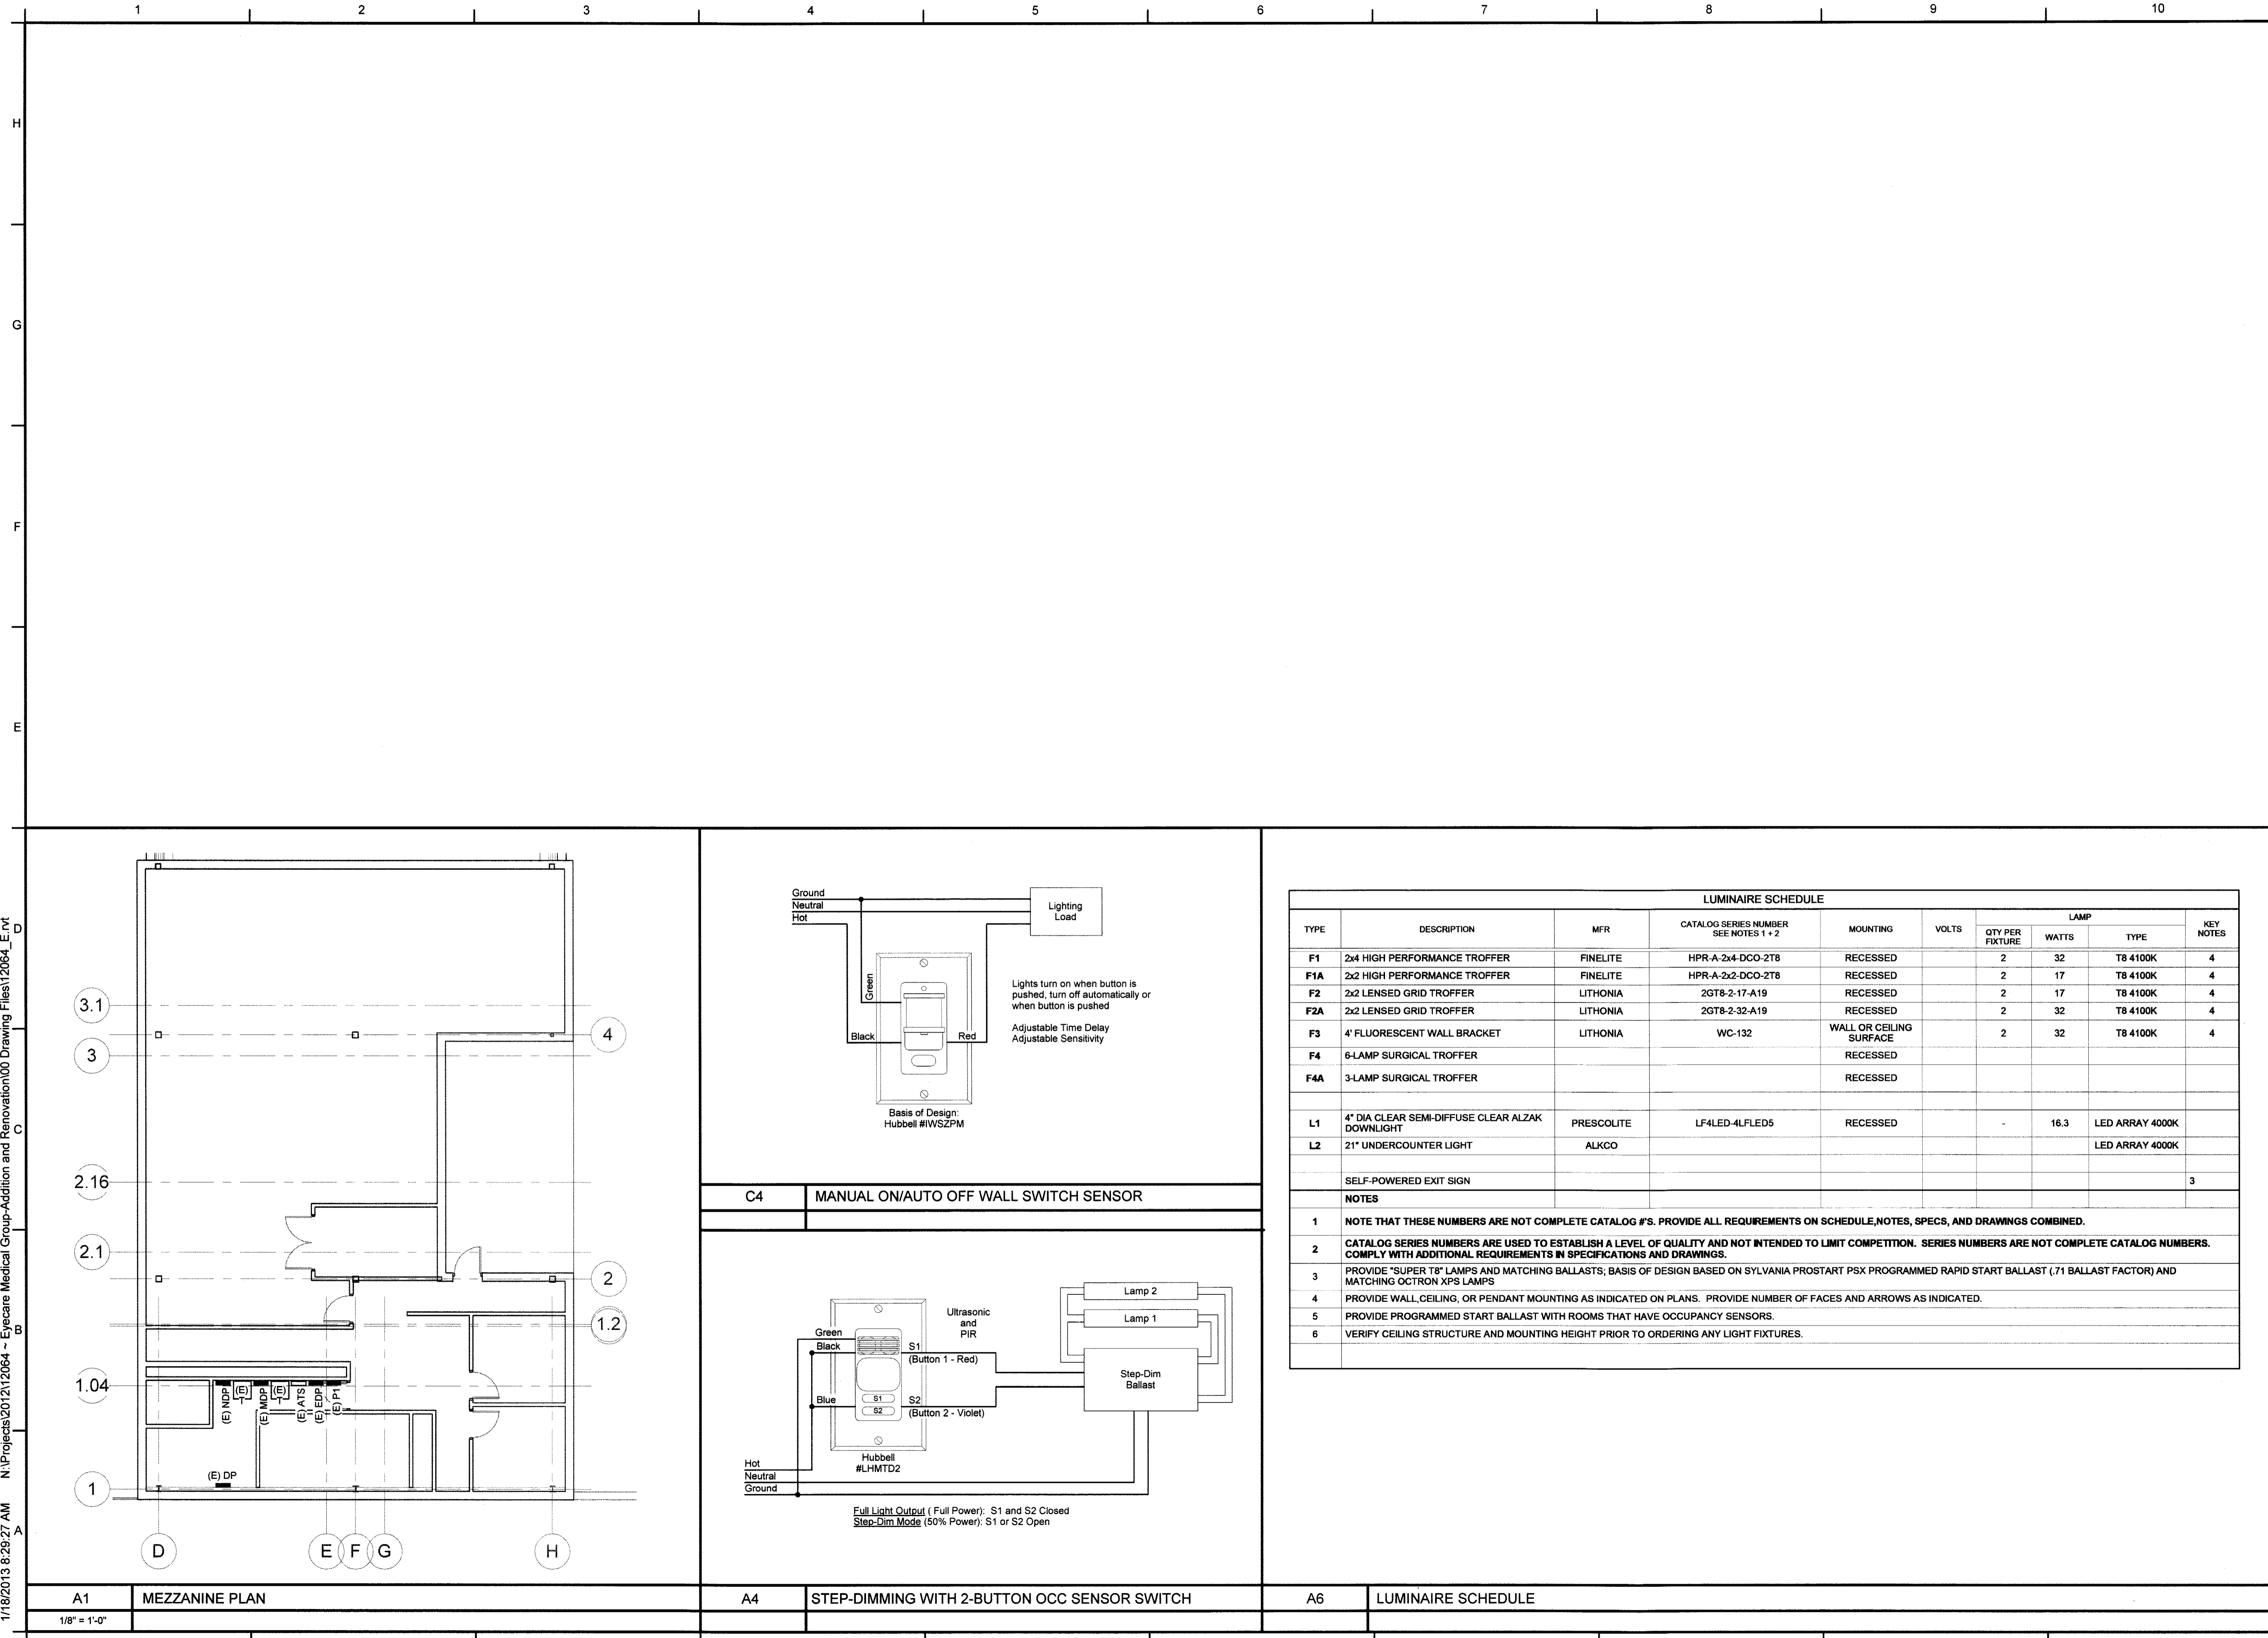 1 2 3 4 5 6 7 8 9 10
H
G
F
E
D
C
B
A
1/18/2013 8:29:27 AM N:\Projects\2012\12064 ~ Eyecare Medical Group-Addition and Renovation\00 Drawing Files\12064_E.rvt
3.1
4
3
2.16
2.1
2
1.2
1.04
1
(E) NDP
(E)
T
(E) MDP
(E)
T
(E) ATS
(E) EDP
(E) P1
(E) DP
D E F G H
A1 MEZZANINE PLAN
1/8" = 1'-0"
Ground
Neutral
Hot
Lighting
Load
Green
Black
Red
Lights turn on when button is
pushed, turn off automatically or
when button is pushed
Adjustable Time Delay
Adjustable Sensitivity
Basis of Design:
Hubbell #IWSZPM
C4 MANUAL ON/AUTO OFF WALL SWITCH SENSOR
Lamp 2
Lamp 1
Ultrasonic
and
PIR
Green
Black
S1
(Button 1 - Red)
Step-Dim
Ballast
Blue
S1
S2
S2
(Button 2 - Violet)
Hubbell
#LHMTD2
Hot
Neutral
Ground
Full Light Output ( Full Power): S1 and S2 Closed
Step-Dim Mode (50% Power): S1 or S2 Open
A4 STEP-DIMMING WITH 2-BUTTON OCC SENSOR SWITCH
LUMINAIRE SCHEDULE
TYPE DESCRIPTION MFR CATALOG SERIES NUMBER SEE NOTES 1 + 2 MOUNTING VOLTS LAMP KEY NOTES
QTY PER FIXTURE WATTS TYPE
F1 2x4 HIGH PERFORMANCE TROFFER FINELITE HPR-A-2x4-DCO-2T8 RECESSED 2 32 T8 4100K 4
F1A 2x2 HIGH PERFORMANCE TROFFER FINELITE HPR-A-2x2-DCO-2T8 RECESSED 2 17 T8 4100K 4
F2 2x2 LENSED GRID TROFFER LITHONIA 2GT8-2-17-A19 RECESSED 2 17 T8 4100K 4
F2A 2x2 LENSED GRID TROFFER LITHONIA 2GT8-2-32-A19 RECESSED 2 32 T8 4100K 4
F3 4' FLUORESCENT WALL BRACKET LITHONIA WC-132 WALL OR CEILING SURFACE 2 32 T8 4100K 4
F4 6-LAMP SURGICAL TROFFER RECESSED
F4A 3-LAMP SURGICAL TROFFER RECESSED
L1 4" DIA CLEAR SEMI-DIFFUSE CLEAR ALZAK DOWNLIGHT PRESCOLITE LF4LED-4LFLED5 RECESSED - 16.3 LED ARRAY 4000K
L2 21" UNDERCOUNTER LIGHT ALKCO LED ARRAY 4000K
SELF-POWERED EXIT SIGN 3
NOTES
1 NOTE THAT THESE NUMBERS ARE NOT COMPLETE CATALOG #'S. PROVIDE ALL REQUIREMENTS ON SCHEDULE,NOTES, SPECS, AND DRAWINGS COMBINED.
2 CATALOG SERIES NUMBERS ARE USED TO ESTABLISH A LEVEL OF QUALITY AND NOT INTENDED TO LIMIT COMPETITION. SERIES NUMBERS ARE NOT COMPLETE CATALOG NUMBERS.
COMPLY WITH ADDITIONAL REQUIREMENTS IN SPECIFICATIONS AND DRAWINGS.
3 PROVIDE "SUPER T8" LAMPS AND MATCHING BALLASTS; BASIS OF DESIGN BASED ON SYLVANIA PROSTART PSX PROGRAMMED RAPID START BALLAST (.71 BALLAST FACTOR) AND
MATCHING OCTRON XPS LAMPS
4 PROVIDE WALL,CEILING, OR PENDANT MOUNTING AS INDICATED ON PLANS. PROVIDE NUMBER OF FACES AND ARROWS AS INDICATED.
5 PROVIDE PROGRAMMED START BALLAST WITH ROOMS THAT HAVE OCCUPANCY SENSORS.
6 VERIFY CEILING STRUCTURE AND MOUNTING HEIGHT PRIOR TO ORDERING ANY LIGHT FIXTURES.
A6 LUMINAIRE SCHEDULE